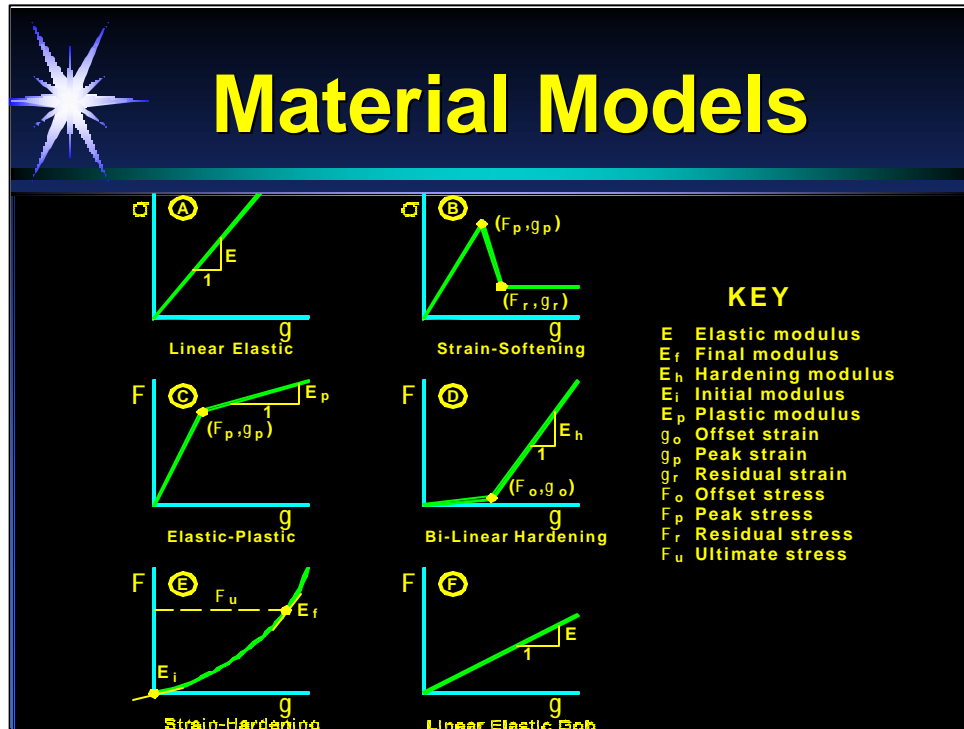 Material Models
σ A
E
1
g
Linear Elastic
σ B
(Fp,gp)
(Fr,gr)
g
Strain-Softening
F C
Ep
1
(Fp,gp)
g
Elastic-Plastic
F D
Eh
1
(Fo,go)
g
Bi-Linear Hardening
F E
Fu
Ef
Ei
g
Strain-Hardening
F F
E
1
g
Linear Elastic Gob
KEY
E Elastic modulus
Ef Final modulus
Eh Hardening modulus
Ei Initial modulus
Ep Plastic modulus
go Offset strain
gp Peak strain
gr Residual strain
Fo Offset stress
Fp Peak stress
Fr Residual stress
Fu Ultimate stress